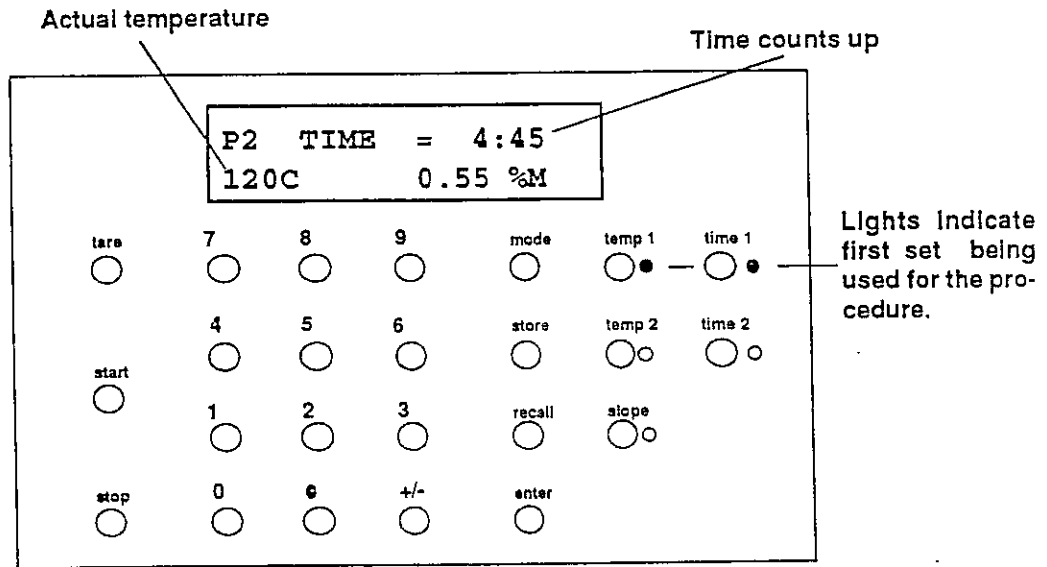 Actual temperature
Time counts up
P2 TIME = 4:45
120C 0.55 %M
Lights indicate
first set being
used for the pro-
cedure.
tare 7 8 9 mode temp 1 time 1
4 5 6 store temp 2 time 2
start
1 2 3 recall slope
stop 0 c +/- enter